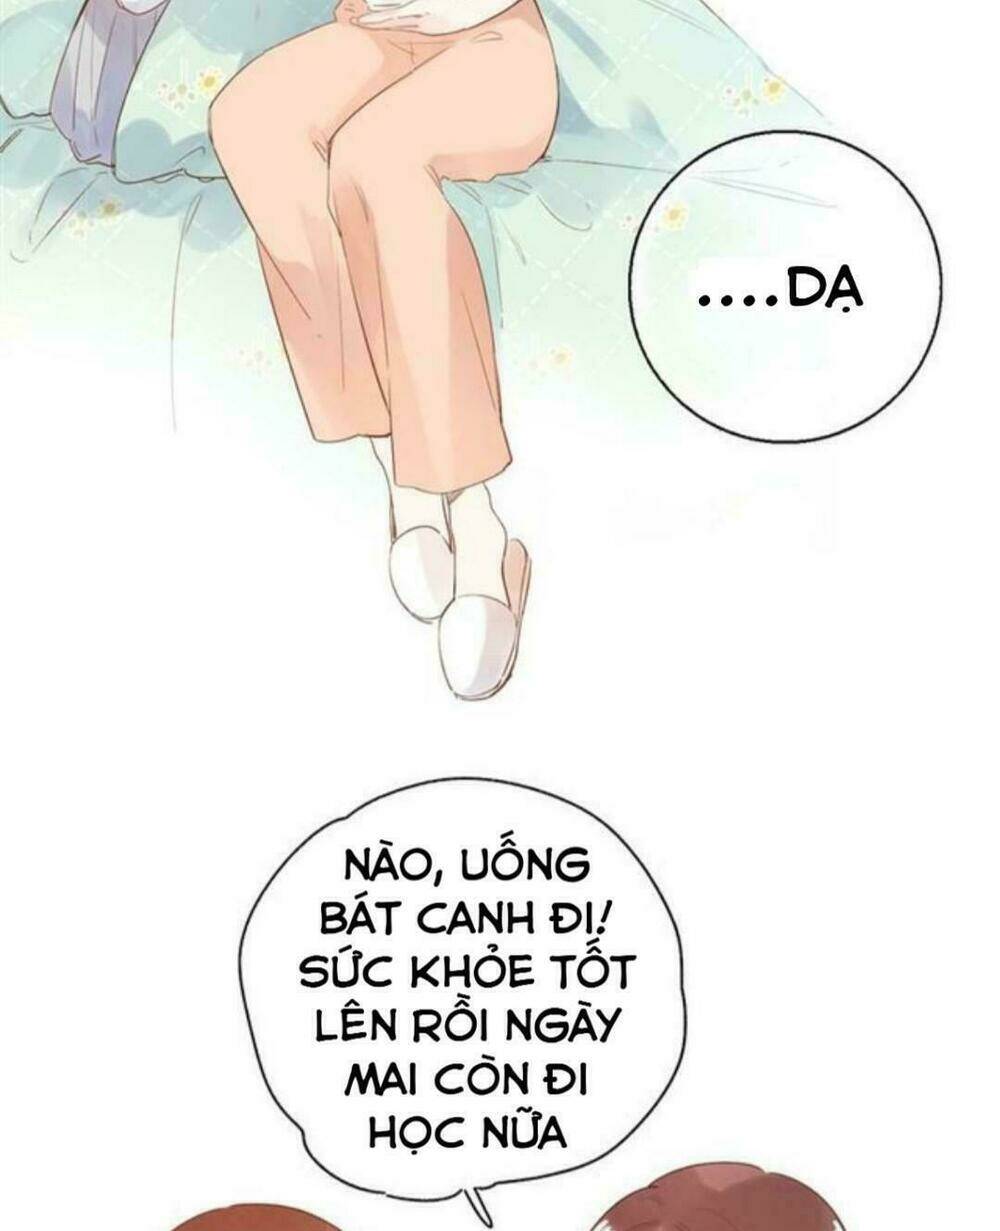 ....DẠ
NÀO, UỐNG
BÁT CANH ĐI!
SỨC KHỎE TỐT
LÊN RỒI NGÀY
MAI CÒN ĐI
HỌC NỮA